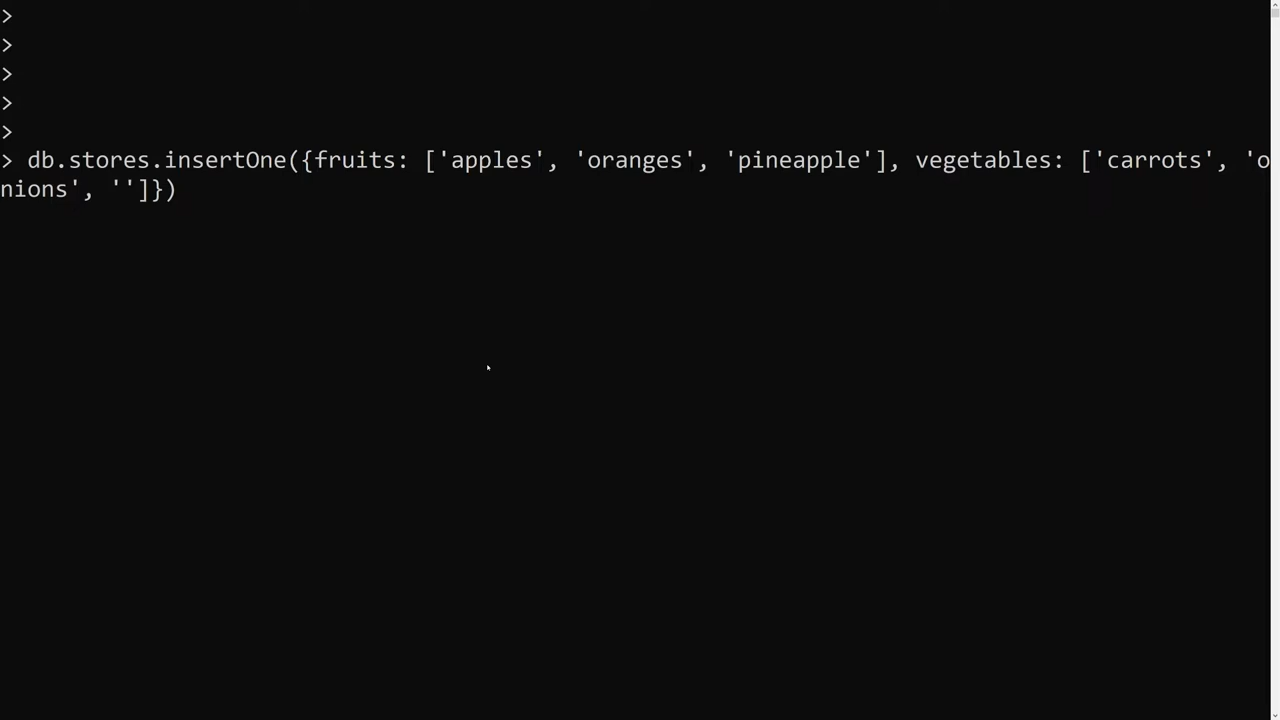 >
>
>
>
>
> db.stores.insertOne({fruits: ['apples', 'oranges', 'pineapple'], vegetables: ['carrots', 'o
nions', '']})